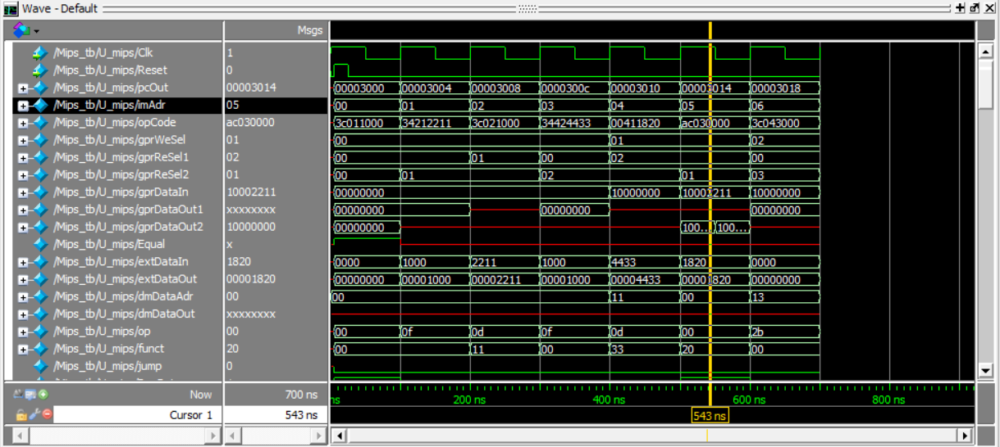 Wave - Default
Msgs
/Mips_tb/U_mips/Clk 1
/Mips_tb/U_mips/Reset 0
/Mips_tb/U_mips/pcOut 00003014 00003000 00003004 00003008 0000300c 00003010 00003014 00003018
/Mips_tb/U_mips/imAdr 05 00 01 02 03 04 05 06
/Mips_tb/U_mips/opCode ac030000 3c011000 34212211 3c021000 34424433 00411820 ac030000 3c043000
/Mips_tb/U_mips/gprWeSel 01 00 01 02
/Mips_tb/U_mips/gprReSel1 02 00 01 00 02 00
/Mips_tb/U_mips/gprReSel2 01 00 01 02 01 03
/Mips_tb/U_mips/gprDataIn 10002211 00000000 10000000 10002211 10000000
/Mips_tb/U_mips/gprDataOut1 xxxxxxxx 00000000 00000000 00000000
/Mips_tb/U_mips/gprDataOut2 10000000 00000000 100... 100...
/Mips_tb/U_mips/Equal x
/Mips_tb/U_mips/extDataIn 1820 0000 1000 2211 1000 4433 1820 0000
/Mips_tb/U_mips/extDataOut 00001820 00000000 00001000 00002211 00001000 00004433 00001820 00000000
/Mips_tb/U_mips/dmDataAdr 00 00 11 00 13
/Mips_tb/U_mips/dmDataOut xxxxxxxx
/Mips_tb/U_mips/op 00 00 0f 0d 0f 0d 00 2b
/Mips_tb/U_mips/funct 20 00 11 00 33 20 00
/Mips_tb/U_mips/jump 0
Now 700 ns ns 200 ns 400 ns 600 ns 800 ns
Cursor 1 543 ns 543 ns